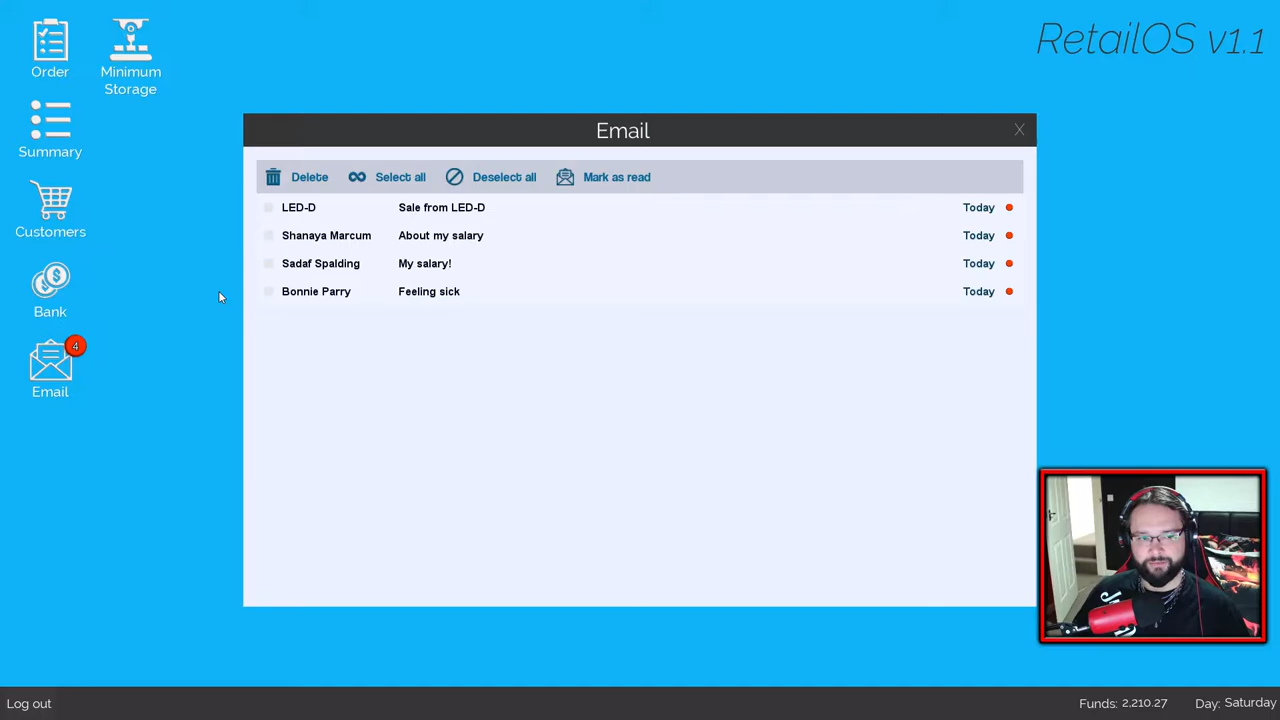 RetailOS v1.1
Order
Minimum
Storage
Summary
Customers
Bank
4
Email
Email
X
Delete
Select all
Deselect all
Mark as read
LED-D Sale from LED-D Today
Shanaya Marcum About my salary Today
Sadaf Spalding My salary! Today
Bonnie Parry Feeling sick Today
Log out
Funds: 2,210.27
Day: Saturday